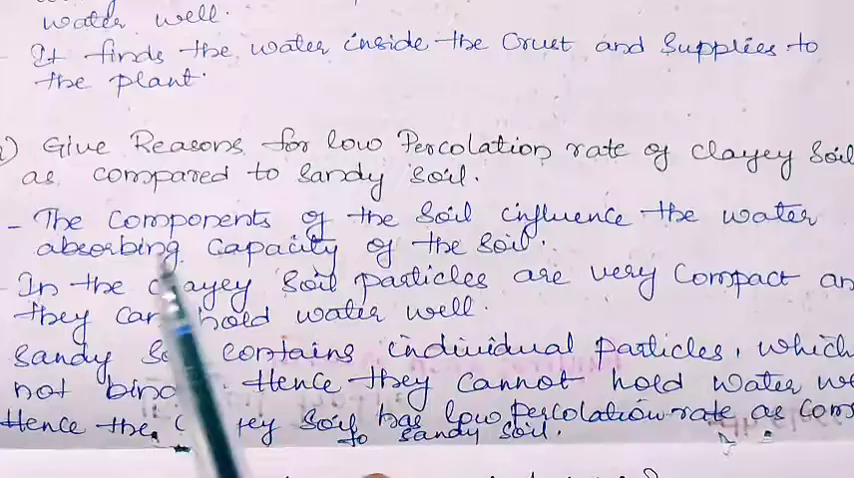 water well.
- It finds the water inside the Crust and Supplies to
the plant.
) Give Reasons for low Percolation rate of clayey Soil
as compared to Sandy Soil.
- The Components of the Soil influence the water
absorbing capacity of the Soil.
- In the clayey Soil particles are very Compact an
they can hold water well.
Sandy So contains individual Particles, which
not bind. Hence they Cannot hold Water we
Hence the C yey Soil has low percolation rate as Com
to Sandy Soil.